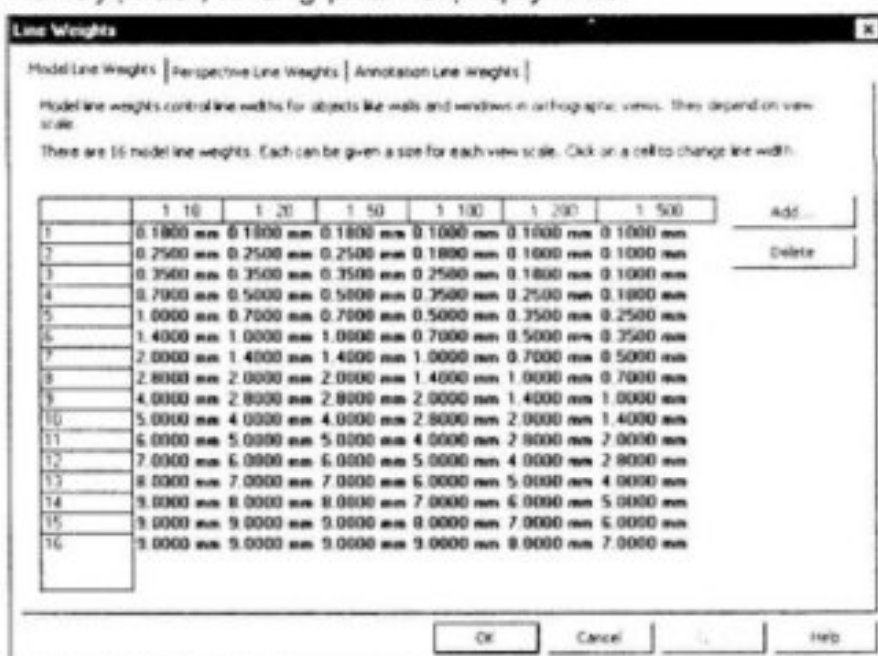 Line Weights
Model Line Weights Perspective Line Weights Annotation Line Weights
Model line weights control line widths for objects like walls and windows in orthographic views. They depend on view
scale.
There are 16 model line weights. Each can be given a size for each view scale. Click on a cell to change line width.
1 10 1 20 1 50 1 100 1 200 1 500 Add...
1 0.1800 mm 0.1800 mm 0.1800 mm 0.1000 mm 0.1000 mm 0.1000 mm
2 0.2500 mm 0.2500 mm 0.2500 mm 0.1800 mm 0.1000 mm 0.1000 mm Delete
3 0.3500 mm 0.3500 mm 0.3500 mm 0.2500 mm 0.1800 mm 0.1000 mm
4 0.7000 mm 0.5000 mm 0.5000 mm 0.3500 mm 0.2500 mm 0.1800 mm
5 1.0000 mm 0.7000 mm 0.7000 mm 0.5000 mm 0.3500 mm 0.2500 mm
6 1.4000 mm 1.0000 mm 1.0000 mm 0.7000 mm 0.5000 mm 0.3500 mm
7 2.0000 mm 1.4000 mm 1.4000 mm 1.0000 mm 0.7000 mm 0.5000 mm
8 2.8000 mm 2.0000 mm 2.0000 mm 1.4000 mm 1.0000 mm 0.7000 mm
9 4.0000 mm 2.8000 mm 2.8000 mm 2.0000 mm 1.4000 mm 1.0000 mm
10 5.0000 mm 4.0000 mm 4.0000 mm 2.8000 mm 2.0000 mm 1.4000 mm
11 6.0000 mm 5.0000 mm 5.0000 mm 4.0000 mm 2.8000 mm 2.0000 mm
12 7.0000 mm 6.0000 mm 6.0000 mm 5.0000 mm 4.0000 mm 2.8000 mm
13 8.0000 mm 7.0000 mm 7.0000 mm 6.0000 mm 5.0000 mm 4.0000 mm
14 9.0000 mm 8.0000 mm 8.0000 mm 7.0000 mm 6.0000 mm 5.0000 mm
15 9.0000 mm 9.0000 mm 9.0000 mm 8.0000 mm 7.0000 mm 6.0000 mm
16 9.0000 mm 9.0000 mm 9.0000 mm 9.0000 mm 8.0000 mm 7.0000 mm
OK Cancel Help